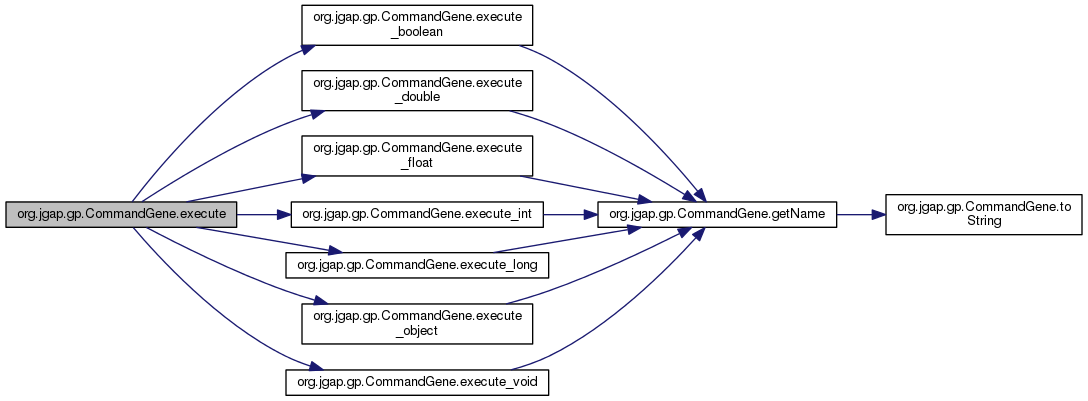 org.jgap.gp.CommandGene.execute
org.jgap.gp.CommandGene.execute
_boolean
org.jgap.gp.CommandGene.execute
_double
org.jgap.gp.CommandGene.execute
_float
org.jgap.gp.CommandGene.execute_int
org.jgap.gp.CommandGene.execute_long
org.jgap.gp.CommandGene.execute
_object
org.jgap.gp.CommandGene.execute_void
org.jgap.gp.CommandGene.getName
org.jgap.gp.CommandGene.to
String